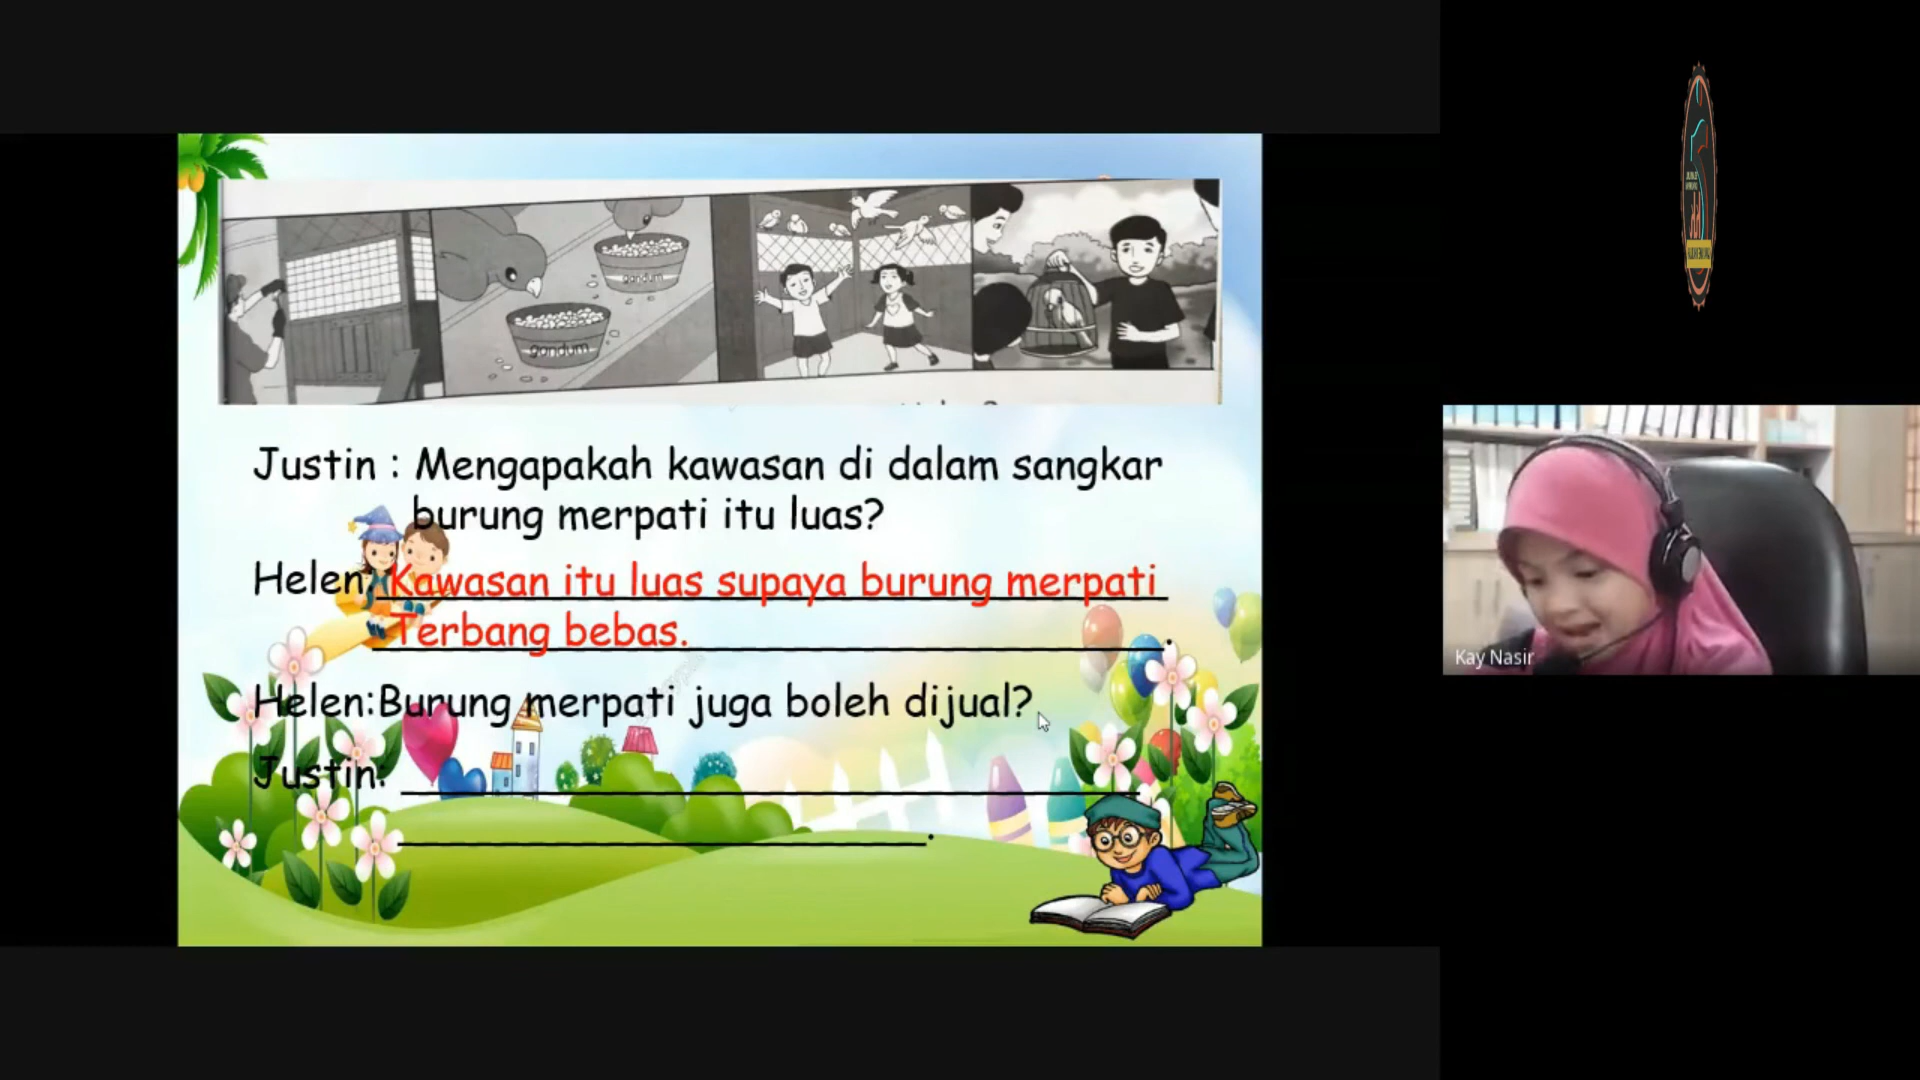 gandum
gandum
Justin : Mengapakah kawasan di dalam sangkar
burung merpati itu luas?
Helen: Kawasan itu luas supaya burung merpati
Terbang bebas.
Helen:Burung merpati juga boleh dijual?
Justin:
Kay Nasir